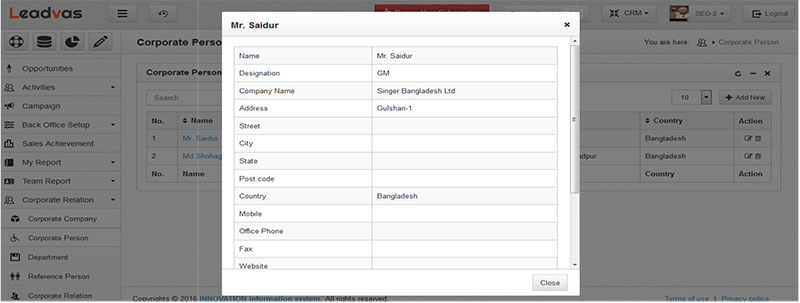 Leadvas
CRM
SEO-2
Logout
Corporate Perso
You are here:
Corporate Person
Opportunities
Activities
Campaign
Back Office Setup
Sales Achievement
My Report
Team Report
Corporate Relation
Corporate Company
Corporate Person
Department
Reference Person
Corporate Relation
Corporate Person
Search
10
+ Add New
No. Name Country Action
1 Mr. Saidur Bangladesh
2 Md.Shohag dpur Bangladesh
No. Name Country Action
Mr. Saidur
×
Name Mr. Saidur
Designation GM
Company Name Singer Bangladesh Ltd
Address Gulshan-1
Street
City
State
Post code
Country Bangladesh
Mobile
Office Phone
Fax
Website
Close
Copyrights © 2016 INNOVATION Information system. All rights reserved.
Terms of use | Privacy policy